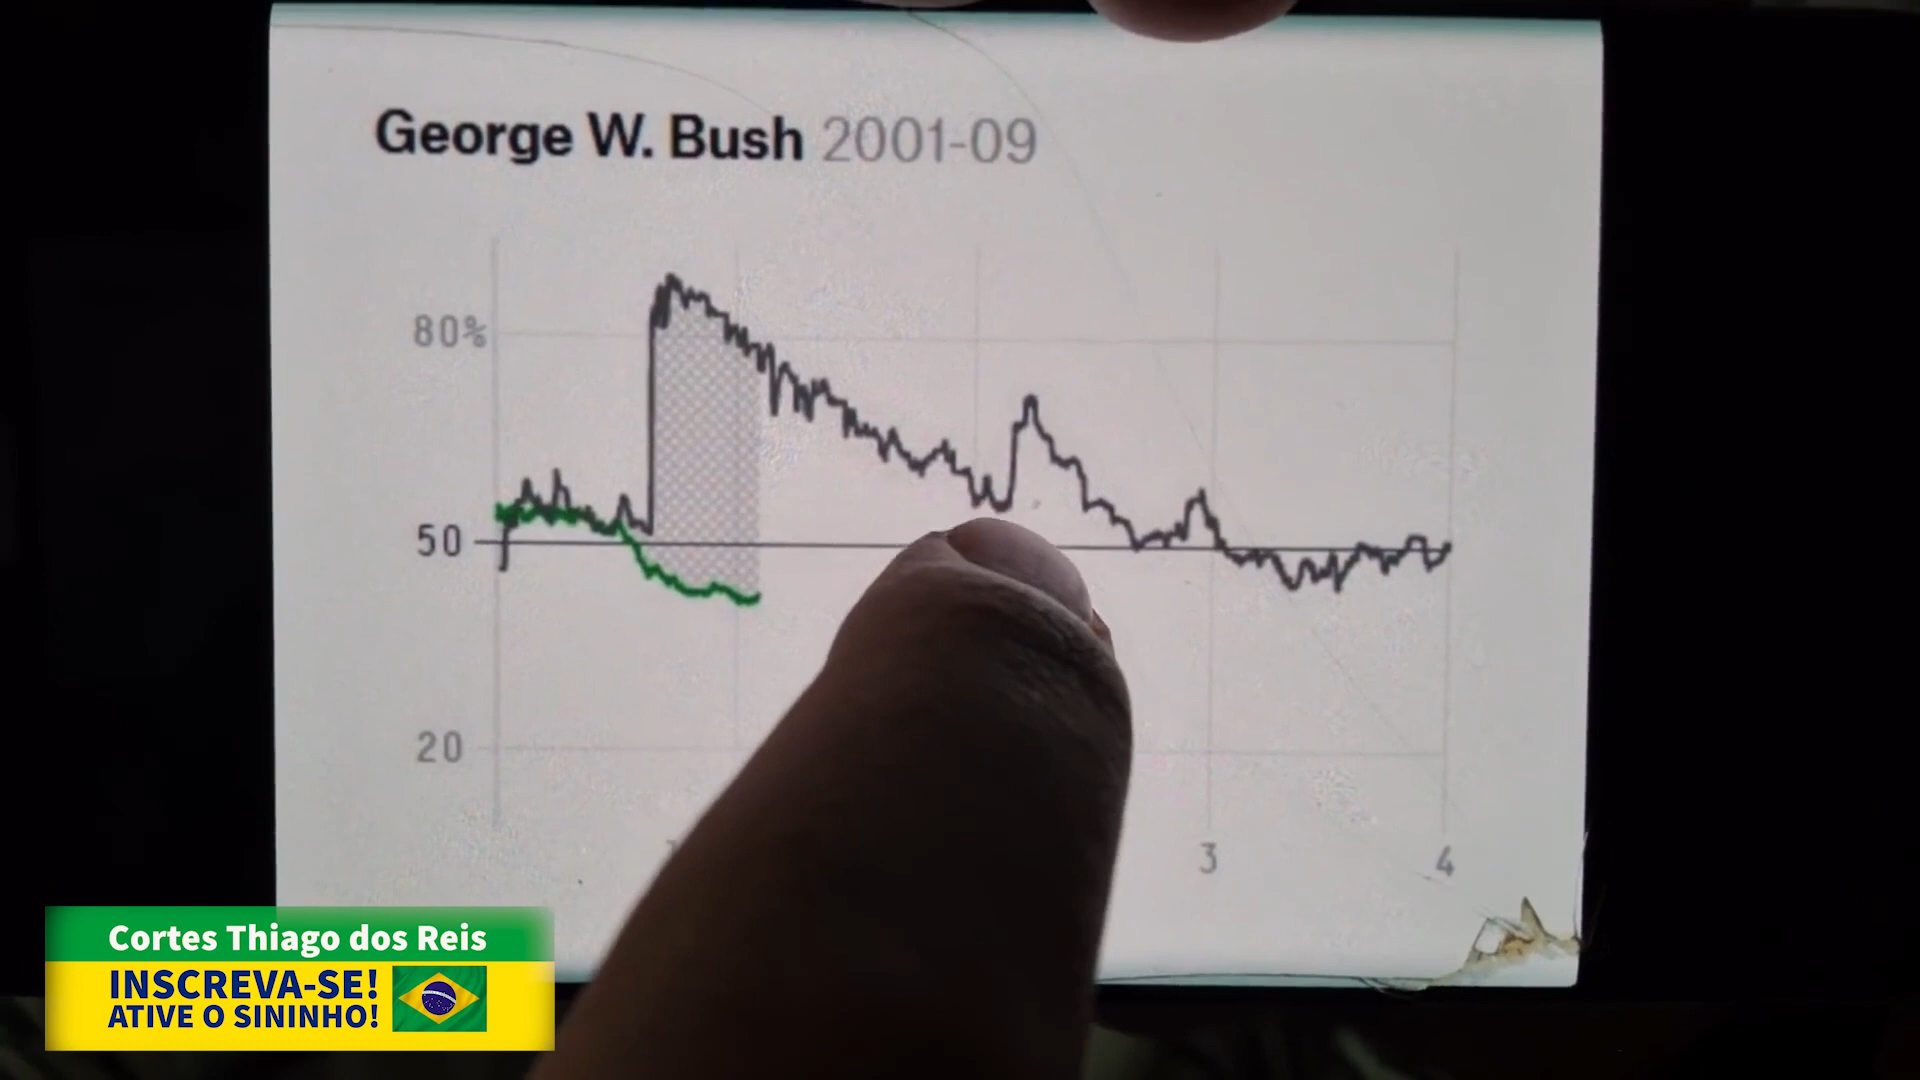 George W. Bush 2001-09
80%
50
20
3
4
Cortes Thiago dos Reis
INSCREVA-SE!
ATIVE O SININHO!